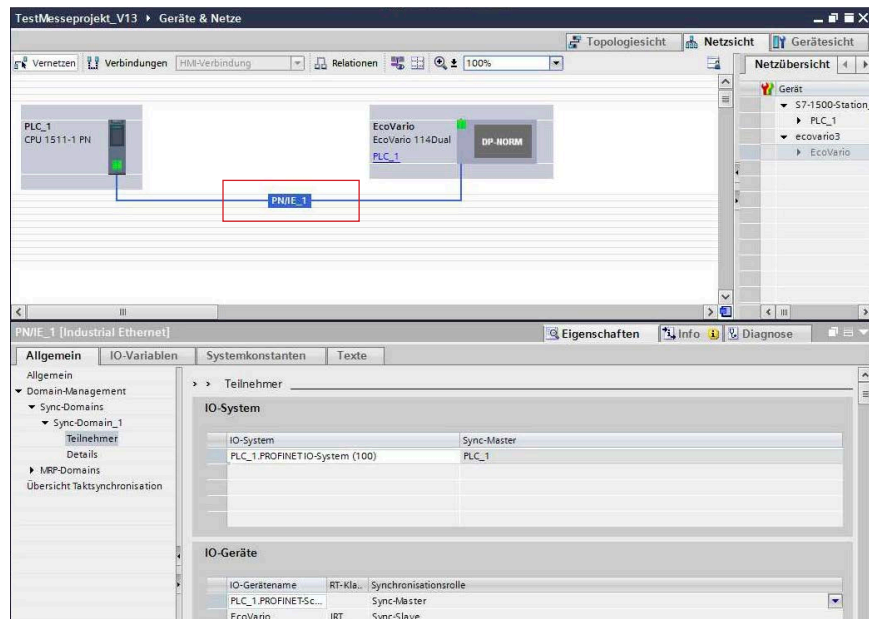 TestMesseprojekt_V13 ▸ Geräte & Netze
Topologiesicht Netzsicht Gerätesicht
Vernetzen Verbindungen HMI-Verbindung Relationen 100% Netzübersicht
Gerät
S7-1500-Station_
PLC_1
ecovario3
EcoVario
PLC_1
CPU 1511-1 PN
EcoVario
EcoVario 114Dual
PLC_1
DP-NORM
PN/IE_1
PN/IE_1 [Industrial Ethernet] Eigenschaften Info Diagnose
Allgemein IO-Variablen Systemkonstanten Texte
Allgemein
Domain-Management
Sync-Domains
Sync-Domain_1
Teilnehmer
Details
MRP-Domains
Übersicht Taktsynchronisation
> > Teilnehmer
IO-System
IO-System Sync-Master
PLC_1.PROFINET IO-System (100) PLC_1
IO-Geräte
IO-Gerätename RT-Kla... Synchronisationsrolle
PLC_1.PROFINET-Sc... Sync-Master
EcoVario IRT Sync-Slave